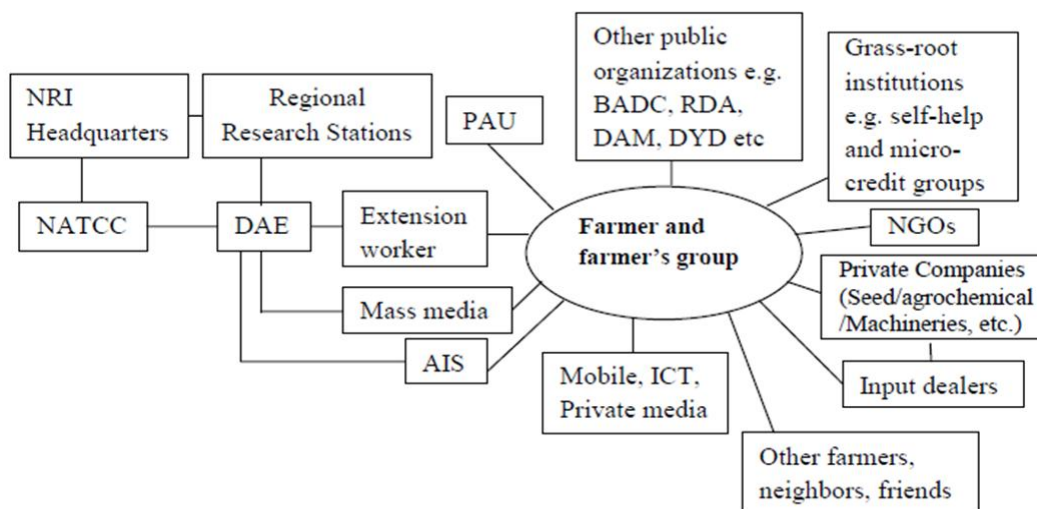 NRI
Headquarters
Regional
Research Stations
PAU
Other public
organizations e.g.
BADC, RDA,
DAM, DYD etc
Grass-root
institutions
e.g. self-help
and micro-
credit groups
NATCC
DAE
Extension
worker
Farmer and
farmer’s group
NGOs
Private Companies
(Seed/agrochemical
/Machineries, etc.)
Mass media
AIS
Mobile, ICT,
Private media
Input dealers
Other farmers,
neighbors, friends